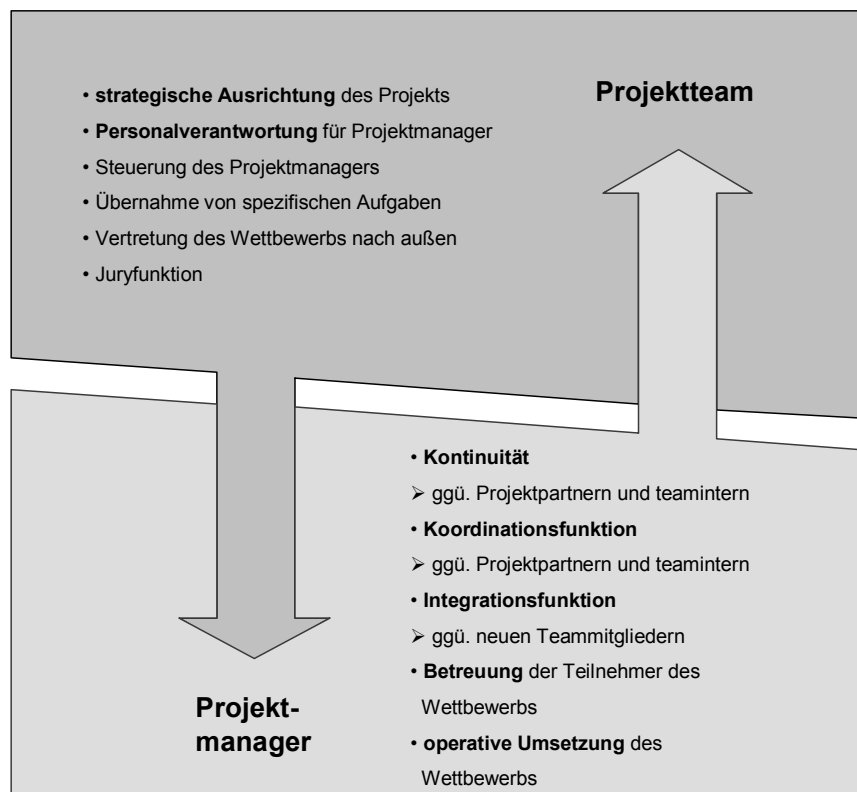 • strategische Ausrichtung des Projekts
• Personalverantwortung für Projektmanager
• Steuerung des Projektmanagers
• Übernahme von spezifischen Aufgaben
• Vertretung des Wettbewerbs nach außen
• Juryfunktion
Projektteam
• Kontinuität
➢ ggü. Projektpartnern und teamintern
• Koordinationsfunktion
➢ ggü. Projektpartnern und teamintern
• Integrationsfunktion
➢ ggü. neuen Teammitgliedern
• Betreuung der Teilnehmer des
Wettbewerbs
• operative Umsetzung des
Wettbewerbs
Projekt-
manager